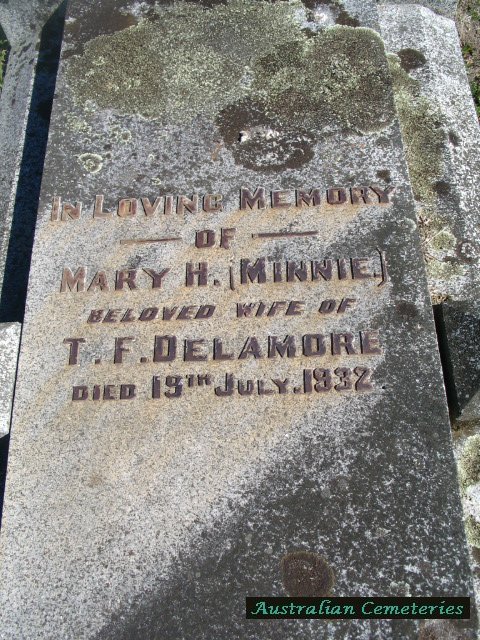 In Loving Memory
of
Mary H. (Minnie.)
Beloved Wife of
T. F. Delamore
Died 19th July. 1932.
Australian Cemeteries